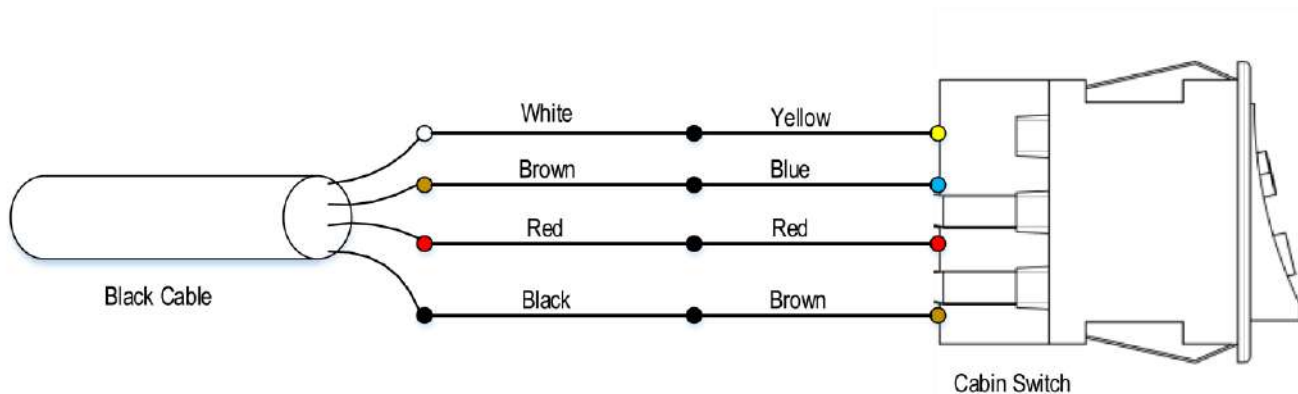 White Yellow
Brown Blue
Red Red
Black Brown
Black Cable
Cabin Switch